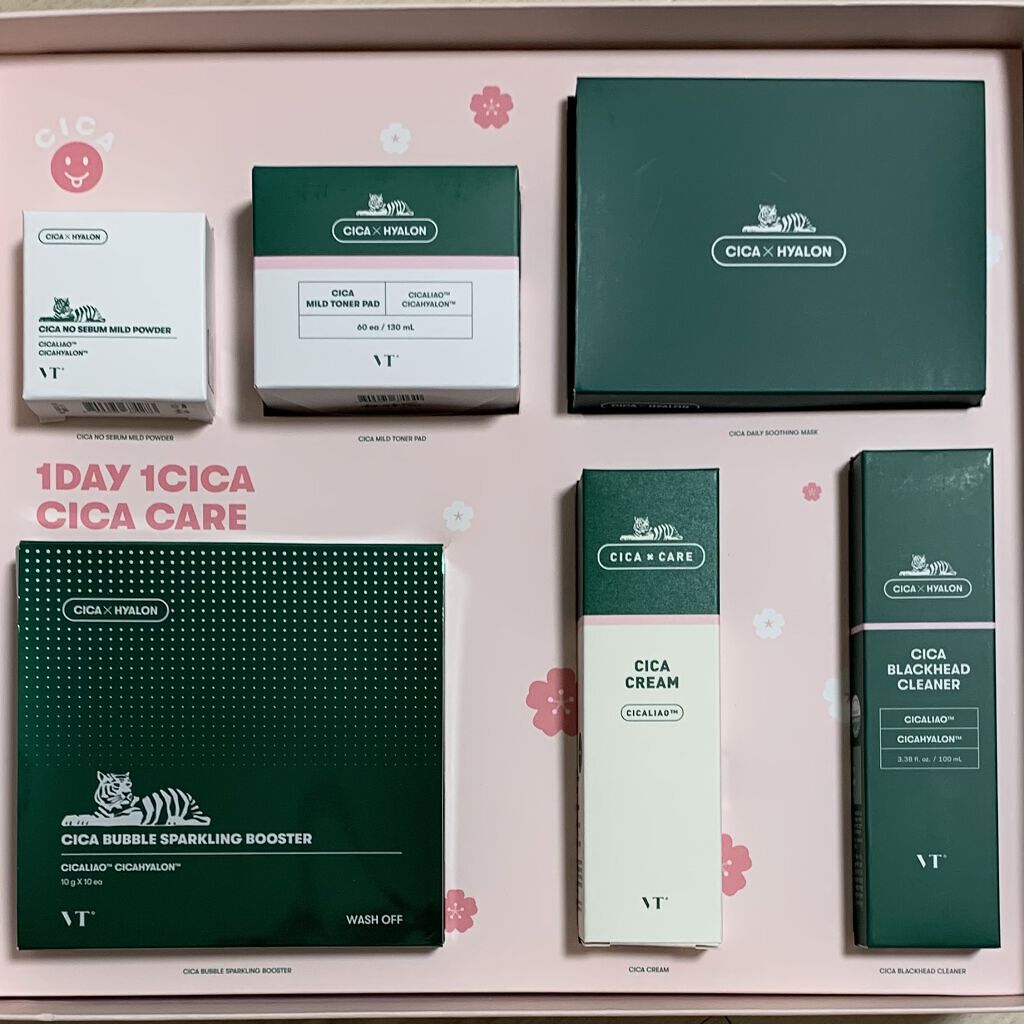 CICA
CICA×HYALON
CICA NO SEBUM MILD POWDER
CICALIAO™
CICAHYALON™
VT
CICA NO SEBUM MILD POWDER
CICA×HYALON
CICA
MILD TONER PAD
CICALIAO™
CICAHYALON™
60 ea / 130 mL
VT
CICA MILD TONER PAD
CICA×HYALON
CICA×HYALON
CICA DAILY SOOTHING MASK
1DAY 1CICA
CICA CARE
CICA×HYALON
CICA BUBBLE SPARKLING BOOSTER
CICALIAO™ CICAHYALON™
10 g X 10 ea
VT
WASH OFF
CICA BUBBLE SPARKLING BOOSTER
CICA × CARE
CICA
CREAM
CICALIAO™
VT
CICA CREAM
CICA×HYALON
CICA
BLACKHEAD
CLEANER
CICALIAO™
CICAHYALON™
3.38 fl. oz. / 100 mL
VT
CICA BLACKHEAD CLEANER